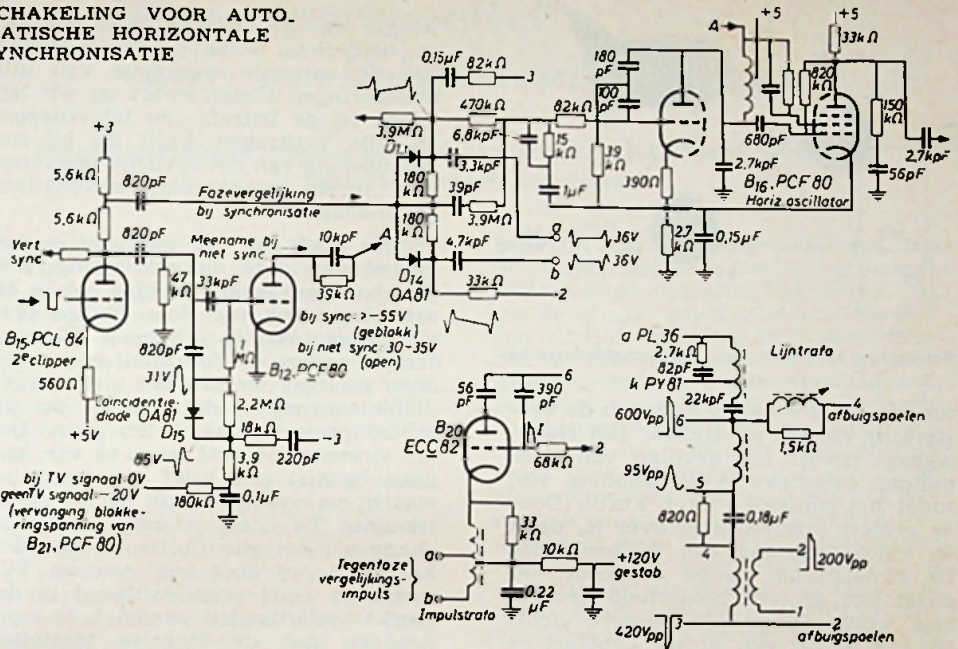 CHAKELING VOOR AUTO-
ATISCHE HORIZONTALE
YNCHRONISATIE
+3
5.6kΩ
820pF
5.6kΩ
Fazevergelijking
bij synchronisatie
820pF
Vert
sync
47
kΩ
B15-PCL 84
2e clipper
560Ω
+5V
Meename bij
niet sync.
10kpF
A
39kΩ
33kpF
820pF
1
MΩ
B12-PCF80
bij sync>-55V
(geblokk)
bij niet sync 30-35V
(open)
31V
Coincidentie-
diode OA81
D15
2,2MΩ
18kΩ
220pF
-3
85V
3,9
kΩ
180kΩ
0,1µF
bij TV signaal 0V
geen TV signaal -20V
(vervanging blokke-
ringspanning van
B21, PCF 80)
0,15µF
82kΩ
3
470kΩ
3.9MΩ
6.8kpF
82kΩ
15
kΩ
1µF
180
kΩ
3.3kpF
39pF
3.9MΩ
180
kΩ
4,7kpF
D14
OA81
33kΩ
2
a
36V
b
36V
180
pF
100
pF
39
kΩ
390Ω
2.7
kΩ
0,15µF
2.7kpF
A
+5
680pF
820
kΩ
+5
33kΩ
150
kΩ
56pF
2.7kpF
B16, PCF 80
Horiz oscillator
56
pF
390
pF
6
B20
ECC82
68kΩ
2
33
kΩ
10kΩ
+120V
gestab
a
Tegenfaze
vergelijkings-
impuls
b
0.22
µF
Impulstrafo
a PL36
2.7kΩ
82pF
k PY81
Lijntrafo
22kpF
600Vpp
6
4
afbuigspoelen
1,5kΩ
95Vpp
5
820Ω
0,18µF
4
2
200Vpp
1
420Vpp
3
2
afbuigspoelen